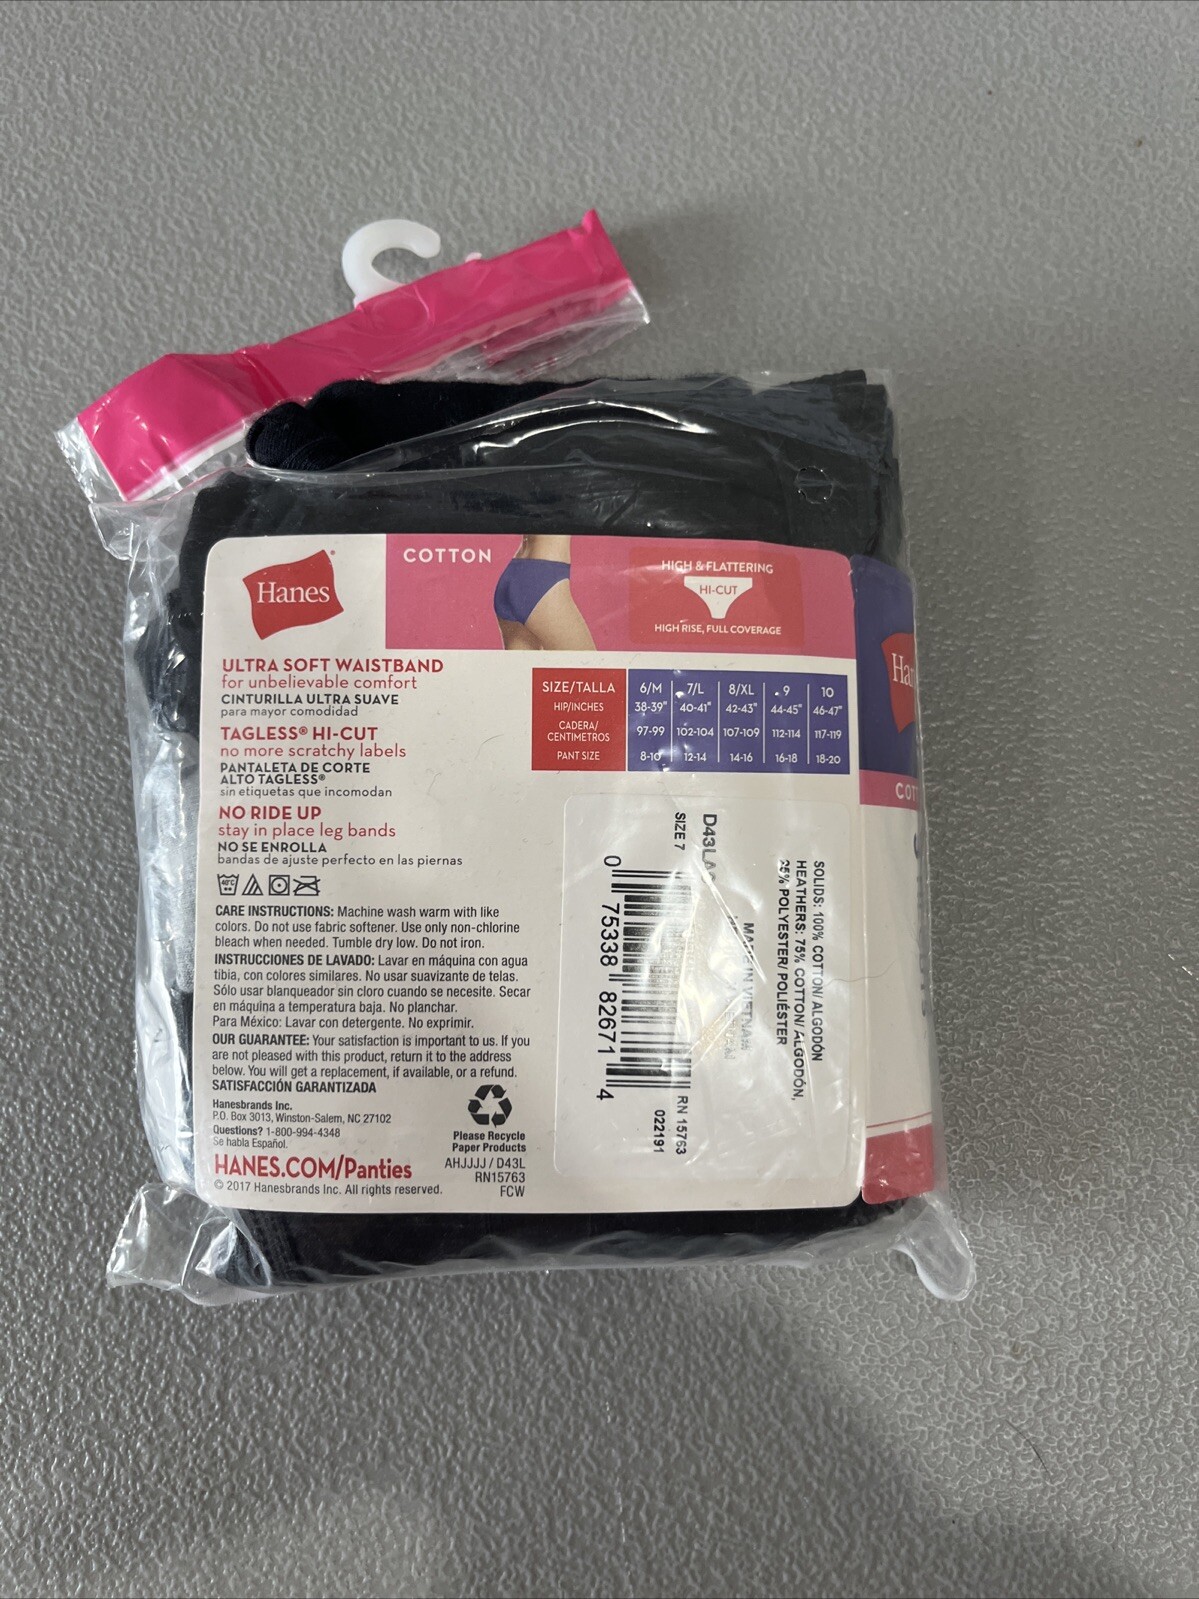 Hanes
COTTON
HIGH & FLATTERING
HI-CUT
HIGH RISE, FULL COVERAGE
ULTRA SOFT WAISTBAND
for unbelievable comfort
CINTURILLA ULTRA SUAVE
para mayor comodidad
TAGLESS® HI-CUT
no more scratchy labels
PANTALETA DE CORTE
ALTO TAGLESS®
sin etiquetas que incomodan
NO RIDE UP
stay in place leg bands
NO SE ENROLLA
bandas de ajuste perfecto en las piernas
40°C
CARE INSTRUCTIONS: Machine wash warm with like
colors. Do not use fabric softener. Use only non-chlorine
bleach when needed. Tumble dry low. Do not iron.
INSTRUCCIONES DE LAVADO: Lavar en máquina con agua
tibia, con colores similares. No usar suavizante de telas.
Sólo usar blanqueador sin cloro cuando se necesite. Secar
en máquina a temperatura baja. No planchar.
Para México: Lavar con detergente. No exprimir.
OUR GUARANTEE: Your satisfaction is important to us. If you
are not pleased with this product, return it to the address
below. You will get a replacement, if available, or a refund.
SATISFACCIÓN GARANTIZADA
Hanesbrands Inc.
P.O. Box 3013, Winston-Salem, NC 27102
Questions? 1-800-994-4348
Se habla Español.
HANES.COM/Panties
© 2017 Hanesbrands Inc. All rights reserved.
Please Recycle
Paper Products
AHJJJJ / D43L
RN15763
FCW
SIZE/TALLA 6/M 7/L 8/XL 9 10
HIP/INCHES 38-39" 40-41" 42-43" 44-45" 46-47"
CADERA/
CENTIMETROS 97-99 102-104 107-109 112-114 117-119
PANT SIZE 8-10 12-14 14-16 16-18 18-20
SOLIDS: 100% COTTON/ ALGODÓN
HEATHERS: 75% COTTON/ ALGODÓN,
25% POLYESTER/ POLIÉSTER
MADE IN VIETNAM
SIZE 7
0 75338 82671 4
RN 15763
022191